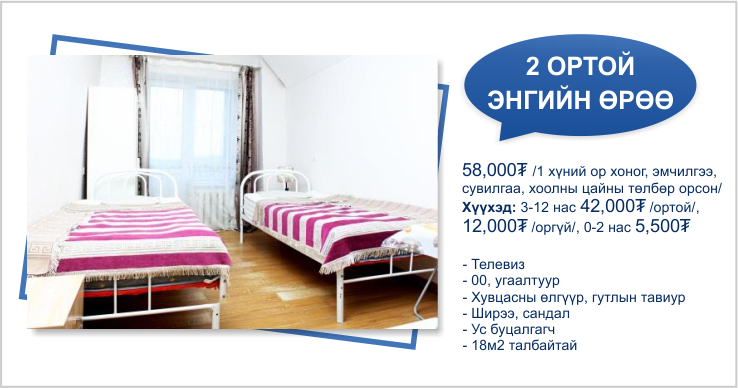 2 ОРТОЙ
ЭНГИЙН ӨРӨӨ
58,000₮ /1 хүний ор хоног, эмчилгээ,
сувилгаа, хоолны цайны төлбөр орсон/
Хүүхэд: 3-12 нас 42,000₮ /ортой/,
12,000₮ /оргүй/, 0-2 нас 5,500₮
- Телевиз
- 00, угаалтуур
- Хувцасны өлгүүр, гутлын тавиур
- Ширээ, сандал
- Ус буцалгагч
- 18м2 талбайтай